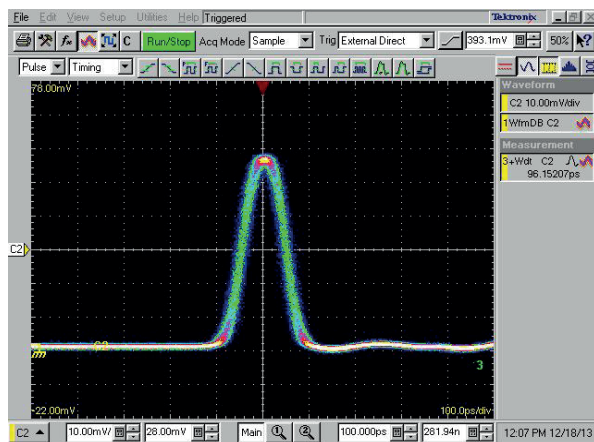 File Edit View Setup Utilities Help Triggered Tektronix
C Run/Stop Acq Mode Sample Trig External Direct 393.1mV 50%
Pulse Timing
78.00mV
Waveform
C2 10.00mV/div
1WfmDB C2
Measurement
3+Wdt C2
96.15207ps
C2
C2
3
-22.00mV 100.0ps/div
C2 10.00mV/ 28.00mV Main 1 2 100.000ps 281.94n 12:07 PM 12/18/13